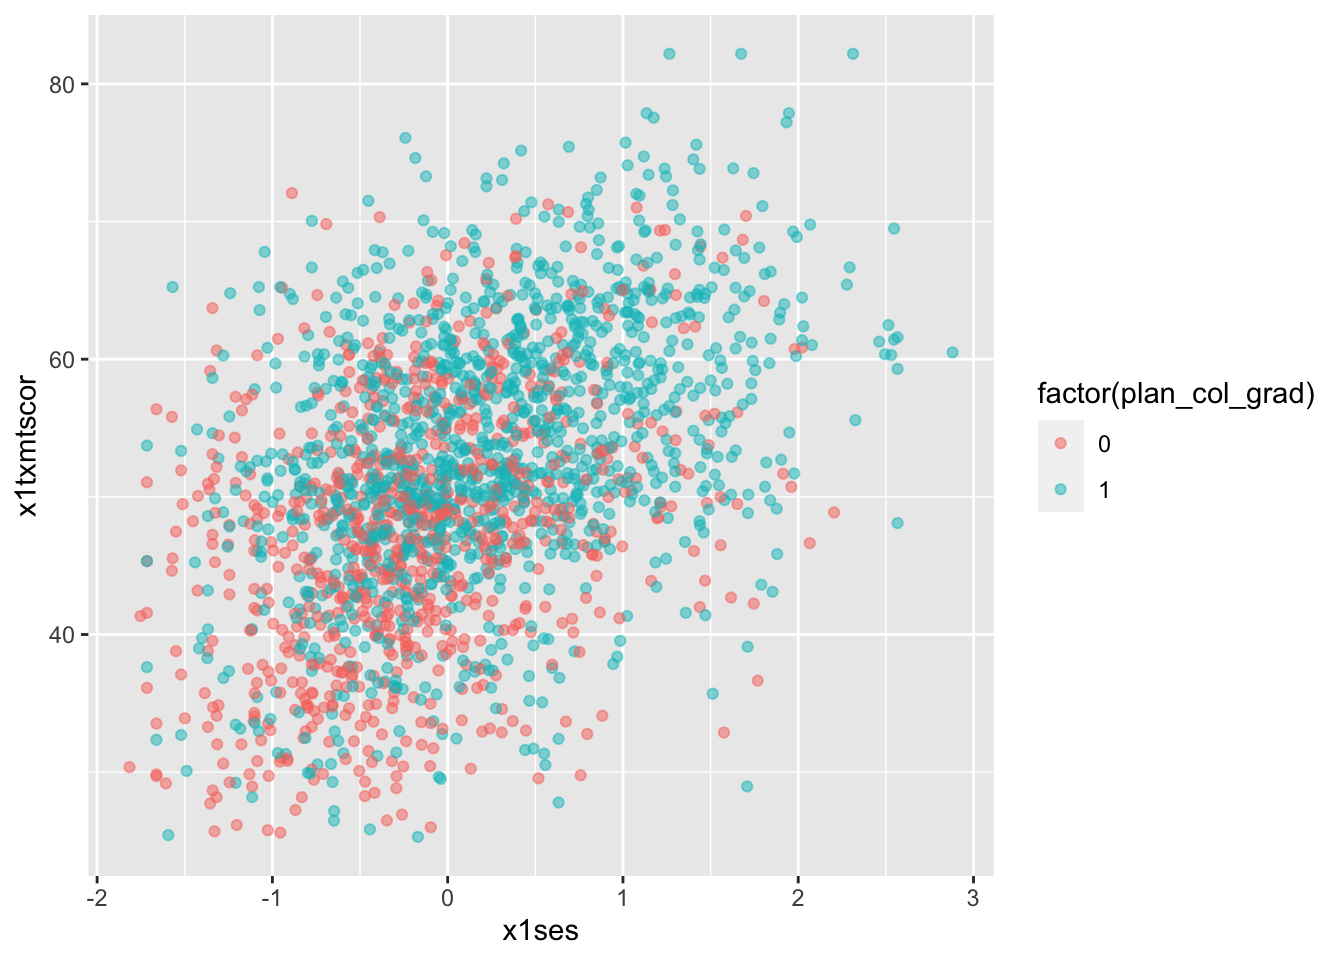 80
60
40
x1txmtscor
-2 -1 0 1 2 3
x1ses
factor(plan_col_grad)
0
1